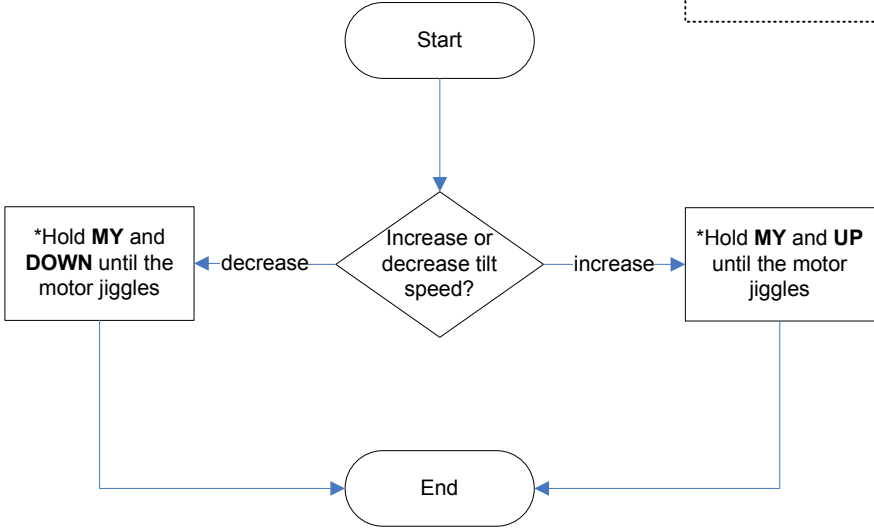 Start
Increase or
decrease tilt
speed?
decrease
increase
*Hold MY and
DOWN until the
motor jiggles
*Hold MY and UP
until the motor
jiggles
End